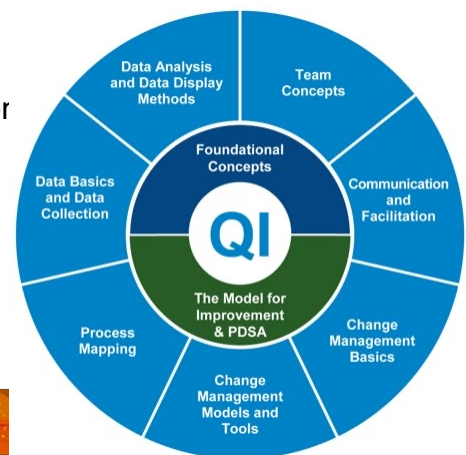 Data Analysis
and Data Display
Methods
Team
Concepts
or
Foundational
Concepts
Data Basics
and Data
Collection
Communication
and
Facilitation
QI
The Model for
Improvement
& PDSA
Process
Mapping
Change
Management
Basics
Change
Management
Models and
Tools